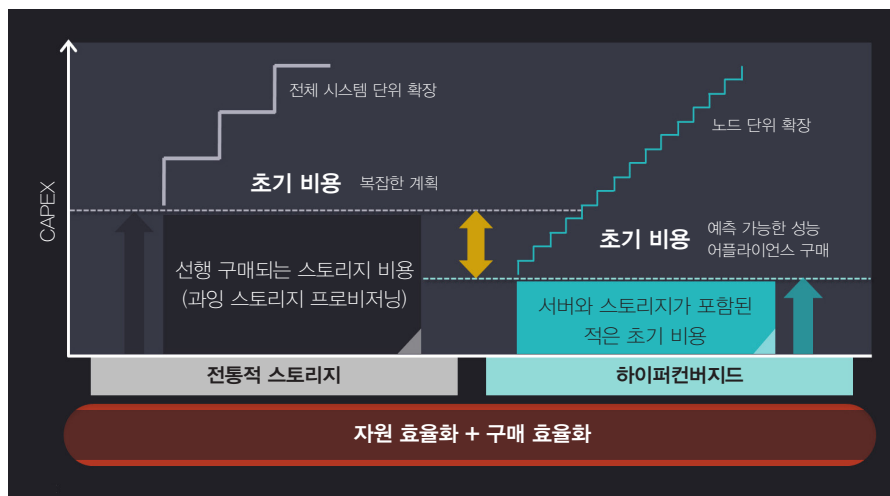 CAPEX
전체 시스템 단위 확장
초기 비용 복잡한 계획
선행 구매되는 스토리지 비용
(과잉 스토리지 프로비저닝)
전통적 스토리지
노드 단위 확장
초기 비용 예측 가능한 성능
어플라이언스 구매
서버와 스토리지가 포함된
적은 초기 비용
하이퍼컨버지드
자원 효율화 + 구매 효율화